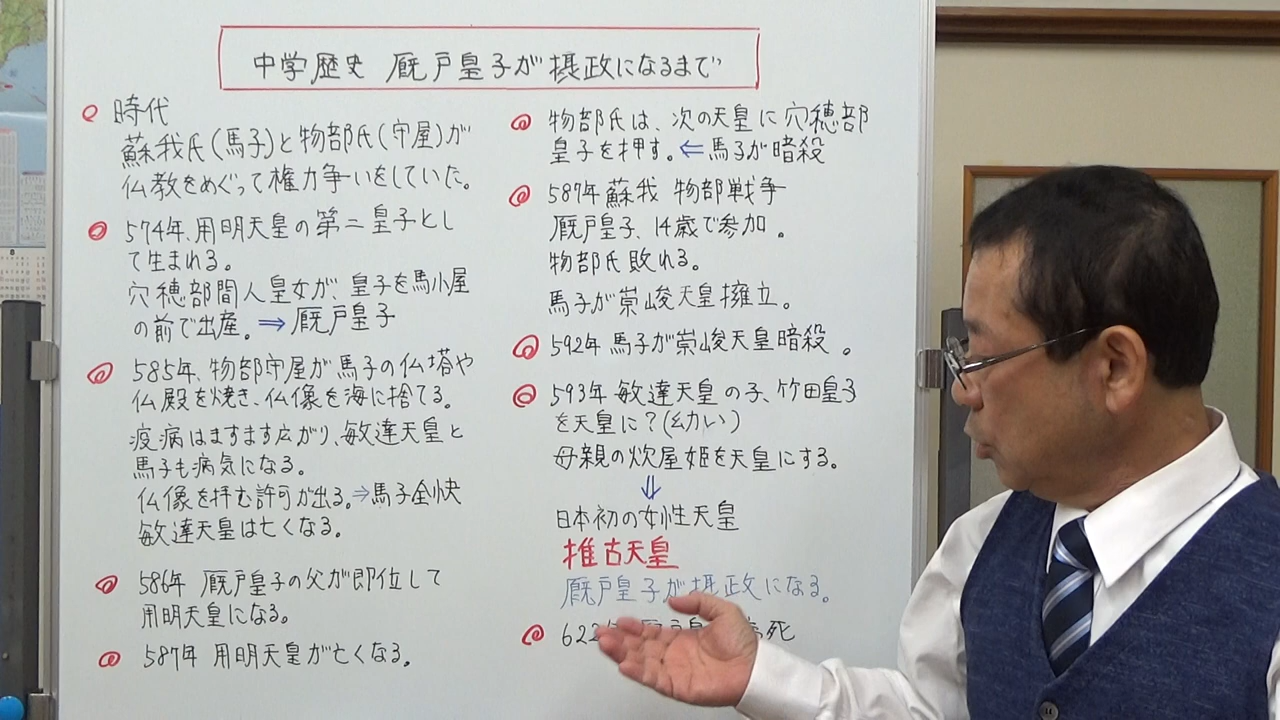 中学歴史 厩戸皇子が摂政になるまで
時代
蘇我氏(馬子)と物部氏(守屋)が
仏教をめぐって権力争いをしていた。
574年、用明天皇の第二皇子とし
て生まれる。
穴穂部間人皇女が、皇子を馬小屋
の前で出産。⇒厩戸皇子
585年、物部守屋が馬子の仏塔や
仏殿を焼き、仏像を海に捨てる。
疫病はますます広がり、敏達天皇と
馬子も病気になる。
仏像を拝む許可が出る。⇒馬子全快
敏達天皇は亡くなる。
586年 厩戸皇子の父が即位して
用明天皇になる。
587年 用明天皇が亡くなる。
物部氏は、次の天皇に穴穂部
皇子を押す。⇐馬子が暗殺
587年蘇我 物部戦争
厩戸皇子、14歳で参加。
物部氏敗れる。
馬子が崇峻天皇擁立。
592年馬子が崇峻天皇暗殺。
593年敏達天皇の子、竹田皇子
を天皇に?(幼い)
母親の炊屋姫を天皇にする。
⇓
日本初の女性天皇
推古天皇
厩戸皇子が摂政になる。
622 死